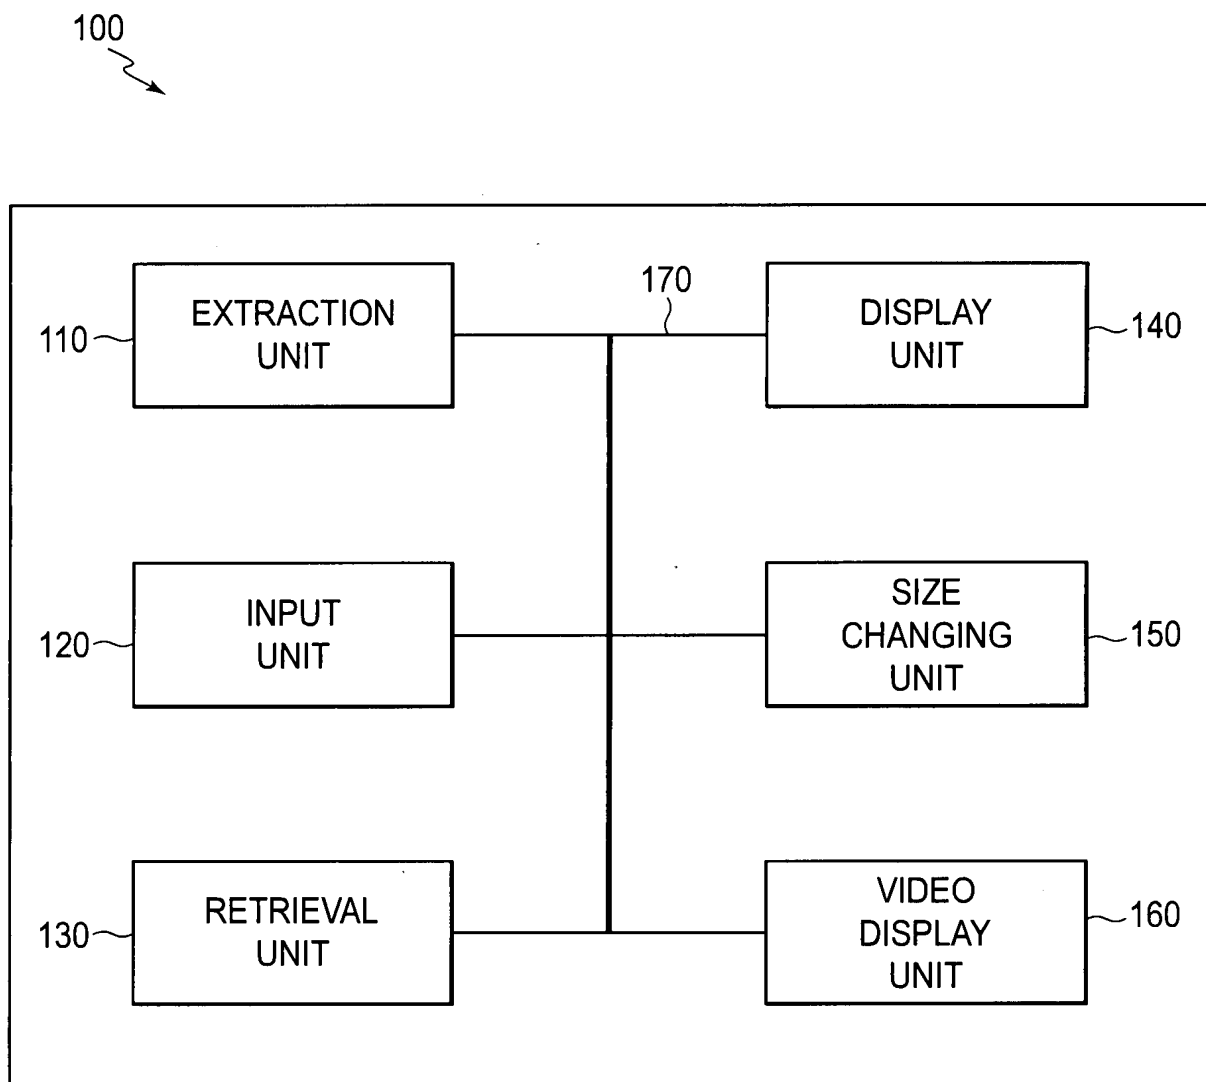 100
EXTRACTION
UNIT
110
170
DISPLAY
UNIT
140
INPUT
UNIT
120
SIZE
CHANGING
UNIT
150
RETRIEVAL
UNIT
130
VIDEO
DISPLAY
UNIT
160